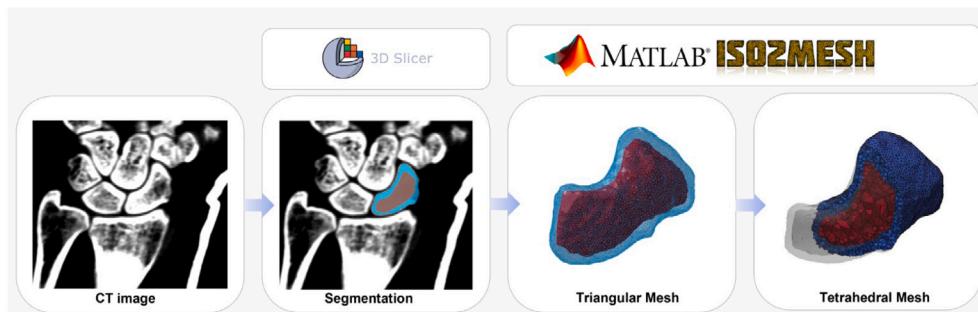 3D Slicer
MATLAB® ISO2MESH
CT image
Segmentation
Triangular Mesh
Tetrahedral Mesh